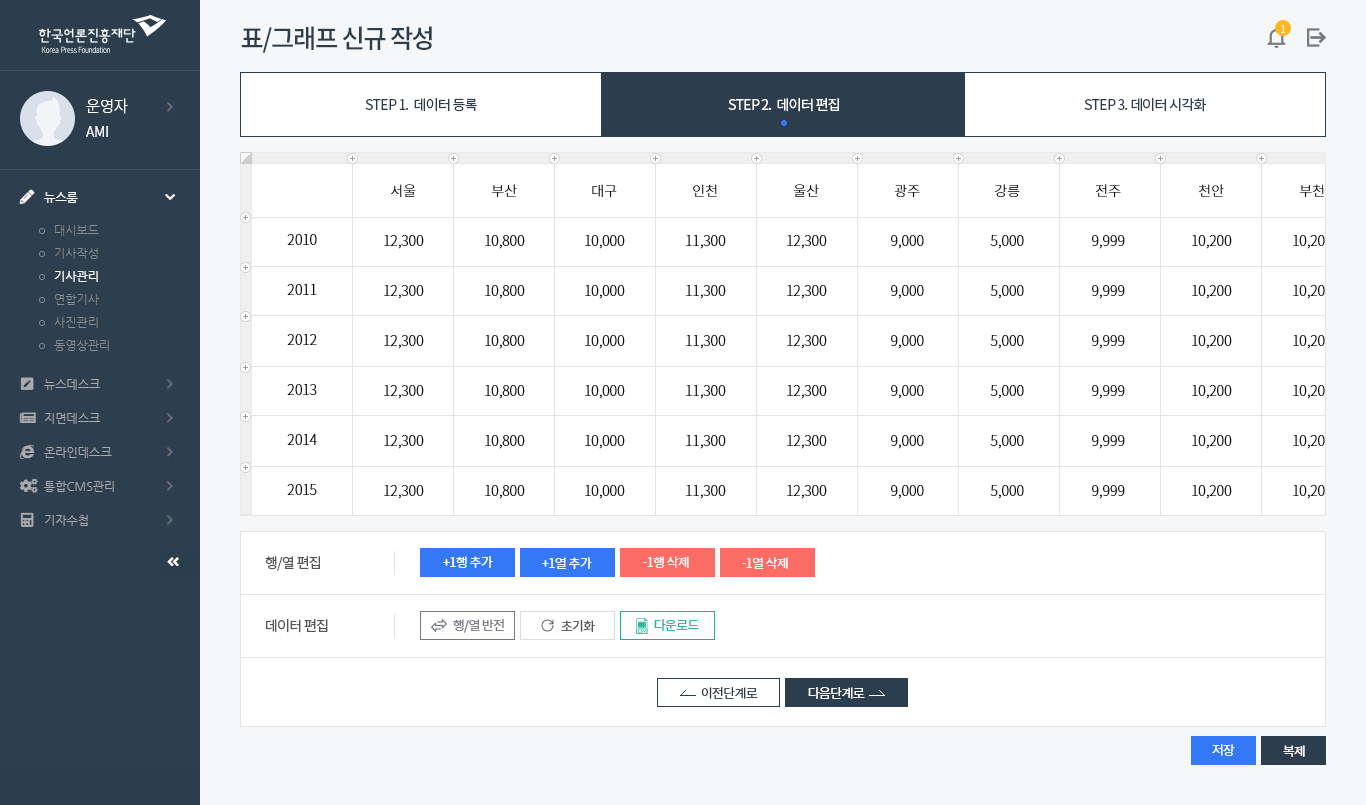 한국언론진흥재단
Korea Press Foundation
운영자
AMI
뉴스룸
대시보드
기사작성
기사관리
연합기사
사진관리
동영상관리
뉴스데스크
지면데스크
온라인데스크
통합CMS관리
기자수첩
표/그래프 신규 작성
1
STEP 1. 데이터 등록
STEP 2. 데이터 편집
STEP 3. 데이터 시각화
서울 부산 대구 인천 울산 광주 강릉 전주 천안 부천
2010 12,300 10,800 10,000 11,300 12,300 9,000 5,000 9,999 10,200 10,20
2011 12,300 10,800 10,000 11,300 12,300 9,000 5,000 9,999 10,200 10,20
2012 12,300 10,800 10,000 11,300 12,300 9,000 5,000 9,999 10,200 10,20
2013 12,300 10,800 10,000 11,300 12,300 9,000 5,000 9,999 10,200 10,20
2014 12,300 10,800 10,000 11,300 12,300 9,000 5,000 9,999 10,200 10,20
2015 12,300 10,800 10,000 11,300 12,300 9,000 5,000 9,999 10,200 10,20
행/열 편집 +1행 추가 +1열 추가 -1행 삭제 -1열 삭제
데이터 편집 행/열 반전 초기화 다운로드
이전단계로 다음단계로
저장 복제